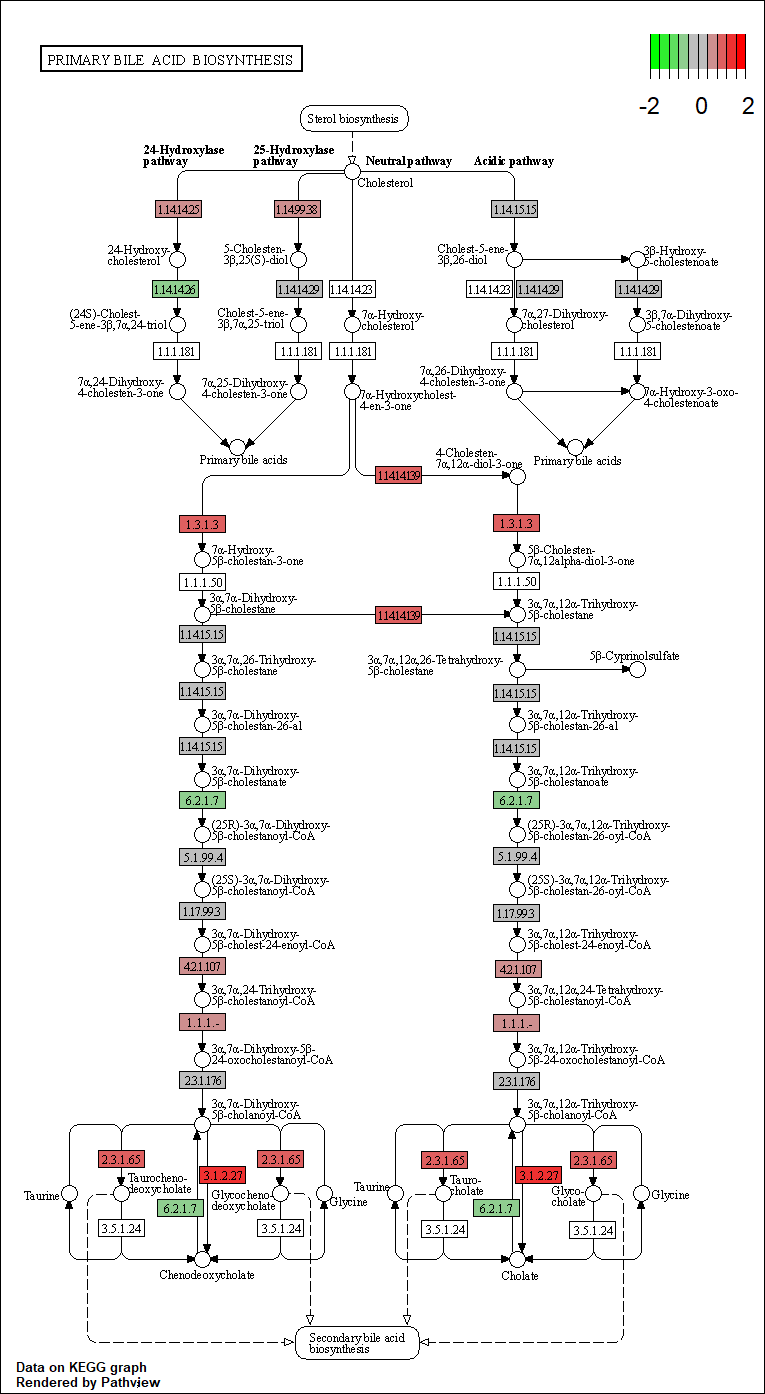 PRIMARY BILE ACID BIOSYNTHESIS
-2 0 2
Sterol biosynthesis
24-Hydroxylase
pathway
25-Hydroxylase
pathway
Neutral pathway
Acidic pathway
Cholesterol
1.14.14.25
1.14.99.38
1.14.15.15
24-Hydroxy-
cholesterol
5-Cholesten-
3β,25(S)-diol
Cholest-5-ene-
3β,26-diol
3β-Hydroxy-
5-cholestenoate
1.14.14.26
1.14.14.29
1.14.14.23
1.14.14.23
1.14.14.29
1.14.14.29
(24S)-Cholest-
5-ene-3β,7α,24-triol
Cholest-5-ene-
3β,7α,25-triol
7α-Hydroxy-
cholesterol
7α,27-Dihydroxy-
cholesterol
3β,7α-Dihydroxy-
5-cholestenoate
1.1.1.181
1.1.1.181
1.1.1.181
1.1.1.181
1.1.1.181
7α,24-Dihydroxy-
4-cholesten-3-one
7α,25-Dihydroxy-
4-cholesten-3-one
7α-Hydroxycholest-
4-en-3-one
7α,26-Dihydroxy-
4-cholesten-3-one
7α-Hydroxy-3-oxo-
4-cholestenoate
Primary bile acids
Primary bile acids
4-Cholesten-
7α,12α-diol-3-one
1.14.14.139
1.3.1.3
1.3.1.3
7α-Hydroxy-
5β-cholestan-3-one
5β-Cholesten-
7α,12alpha-diol-3-one
1.1.1.50
1.1.1.50
3α,7α-Dihydroxy-
5β-cholestane
1.14.14.139
3α,7α,12α-Trihydroxy-
5β-cholestane
1.14.15.15
1.14.15.15
3α,7α,26-Trihydroxy-
5β-cholestane
3α,7α,12α,26-Tetrahydroxy-
5β-cholestane
5β-Cyprinolsulfate
1.14.15.15
1.14.15.15
3α,7α-Dihydroxy-
5β-cholestan-26-al
3α,7α,12α-Trihydroxy-
5β-cholestan-26-al
1.14.15.15
1.14.15.15
3α,7α-Dihydroxy-
5β-cholestanate
3α,7α,12α-Trihydroxy-
5β-cholestanoate
6.2.1.7
6.2.1.7
(25R)-3α,7α-Dihydroxy-
5β-cholestanoyl-CoA
(25R)-3α,7α,12α-Trihydroxy-
5β-cholestan-26-oyl-CoA
5.1.99.4
5.1.99.4
(25S)-3α,7α-Dihydroxy-
5β-cholestanoyl-CoA
(25S)-3α,7α,12α-Trihydroxy-
5β-cholestan-26-oyl-CoA
1.17.99.3
1.17.99.3
3α,7α-Dihydroxy-
5β-cholest-24-enoyl-CoA
3α,7α,12α-Trihydroxy-
5β-cholest-24-enoyl-CoA
4.2.1.107
4.2.1.107
3α,7α,24-Trihydroxy-
5β-cholestanoyl-CoA
3α,7α,12α,24-Tetrahydroxy-
5β-cholestanoyl-CoA
1.1.1.-
1.1.1.-
3α,7α-Dihydroxy-5β-
24-oxocholestanoyl-CoA
3α,7α,12α-Trihydroxy-
5β-24-oxocholestanoyl-CoA
2.3.1.176
2.3.1.176
3α,7α-Dihydroxy-
5β-cholanoyl-CoA
3α,7α,12α-Trihydroxy-
5β-cholanoyl-CoA
2.3.1.65
2.3.1.65
2.3.1.65
2.3.1.65
3.1.2.27
3.1.2.27
Taurine
Taurocheno-
deoxycholate
Glycocheno-
deoxycholate
Glycine
Taurine
Tauro-
cholate
Glyco-
cholate
Glycine
6.2.1.7
6.2.1.7
3.5.1.24
3.5.1.24
3.5.1.24
3.5.1.24
Chenodeoxycholate
Cholate
Secondary bile acid
biosynthesis
Data on KEGG graph
Rendered by Pathview